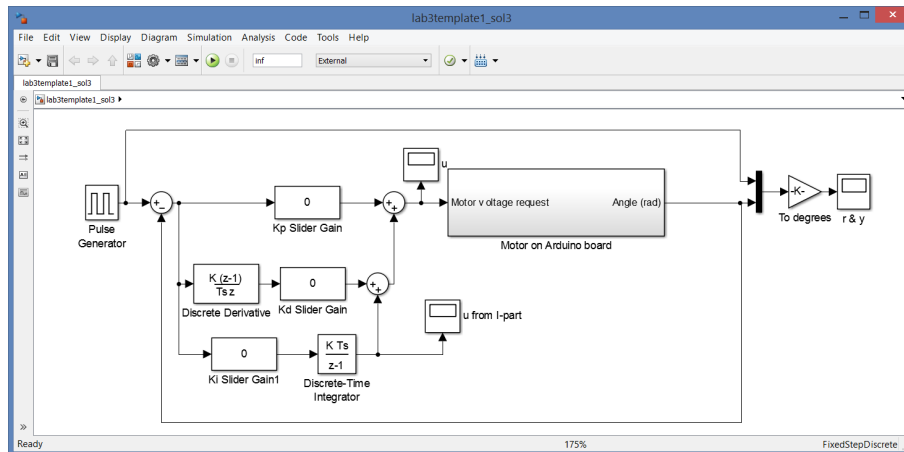 lab3template1_sol3
File Edit View Display Diagram Simulation Analysis Code Tools Help
inf
External
lab3template1_sol3
lab3template1_sol3
Pulse
Generator
+
−
0
Kp Slider Gain
+
+
u
Motor v oltage request
Angle (rad)
Motor on Arduino board
-K-
To degrees
r & y
K (z-1)
Ts z
Discrete Derivative
0
Kd Slider Gain
+
+
u from I-part
0
Ki Slider Gain1
K Ts
z-1
Discrete-Time
Integrator
Ready
175%
FixedStepDiscrete